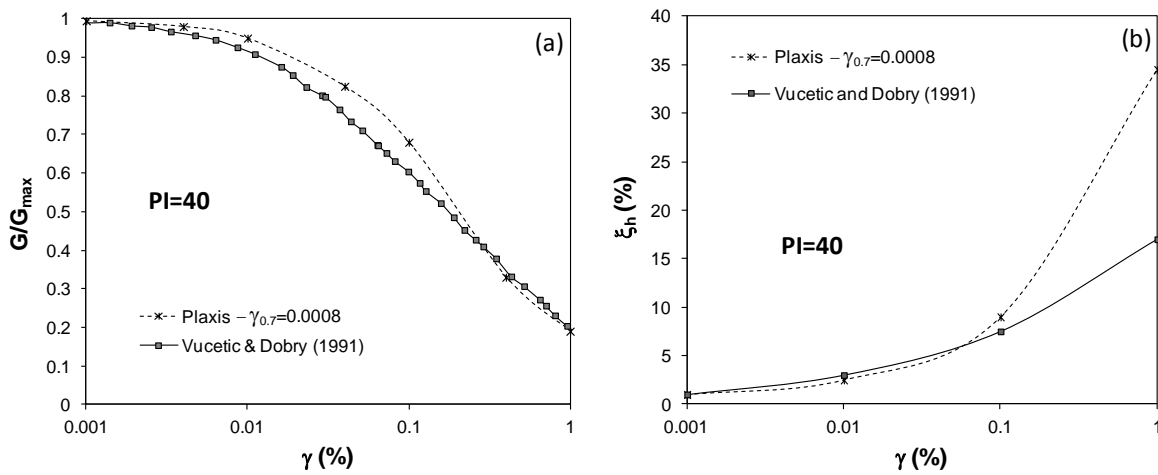 (a)
1
0.9
0.8
0.7
0.6
0.5
0.4
0.3
0.2
0.1
0
G/Gmax
PI=40
Plaxis – γ0.7=0.0008
Vucetic & Dobry (1991)
0.001
0.01
0.1
1
γ (%)
(b)
40
35
30
25
20
15
10
5
0
ξh (%)
Plaxis – γ0.7=0.0008
Vucetic and Dobry (1991)
PI=40
0.001
0.01
0.1
1
γ (%)